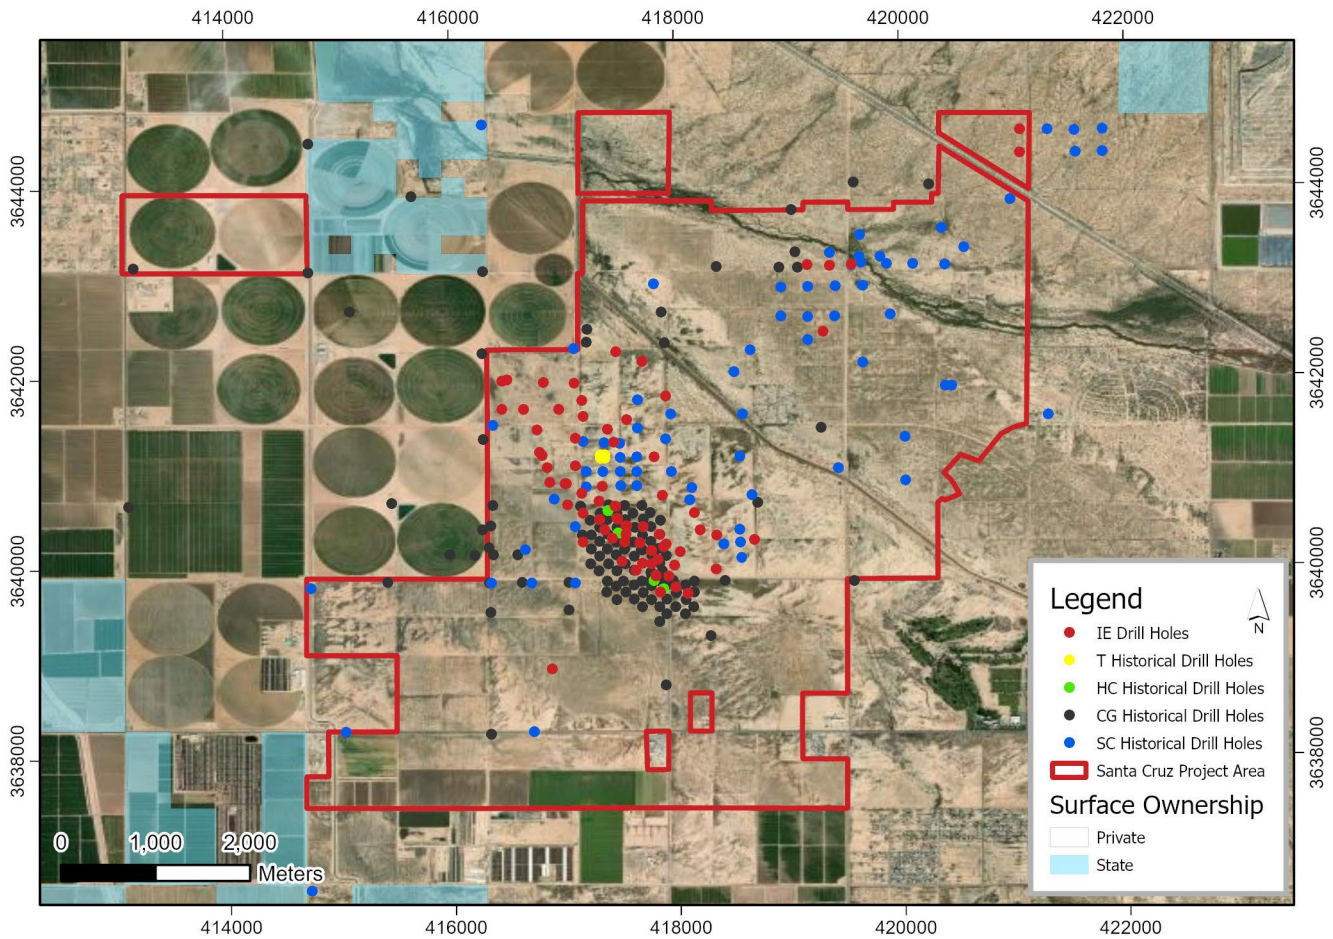 414000 416000 418000 420000 422000
3644000
3642000
3640000
3638000
3644000
3642000
3640000
3638000
Legend
N
IE Drill Holes
T Historical Drill Holes
HC Historical Drill Holes
CG Historical Drill Holes
SC Historical Drill Holes
Santa Cruz Project Area
Surface Ownership
Private
State
0 1,000 2,000
Meters
414000 416000 418000 420000 422000